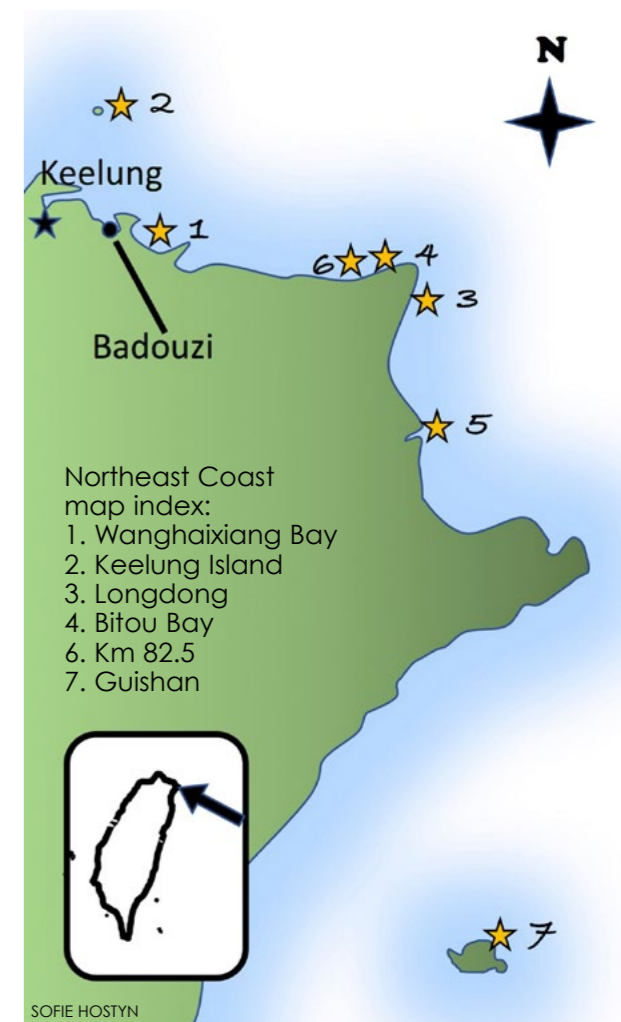 N
2
Keelung
1
6
4
3
Badouzi
5
Northeast Coast
map index:
1. Wanghaixiang Bay
2. Keelung Island
3. Longdong
4. Bitou Bay
6. Km 82.5
7. Guishan
7
SOFIE HOSTYN